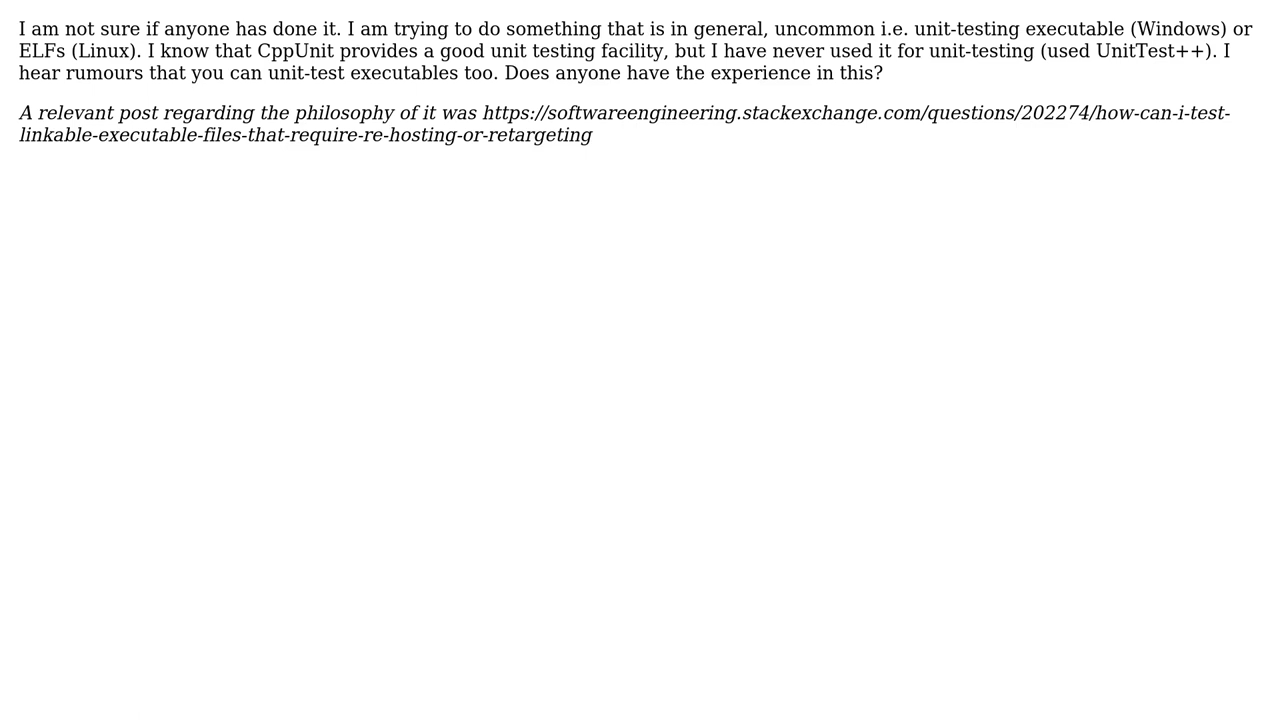 I am not sure if anyone has done it. I am trying to do something that is in general, uncommon i.e. unit-testing executable (Windows) or
ELFs (Linux). I know that CppUnit provides a good unit testing facility, but I have never used it for unit-testing (used UnitTest++). I
hear rumours that you can unit-test executables too. Does anyone have the experience in this?
A relevant post regarding the philosophy of it was https://softwareengineering.stackexchange.com/questions/202274/how-can-i-test-
linkable-executable-files-that-require-re-hosting-or-retargeting